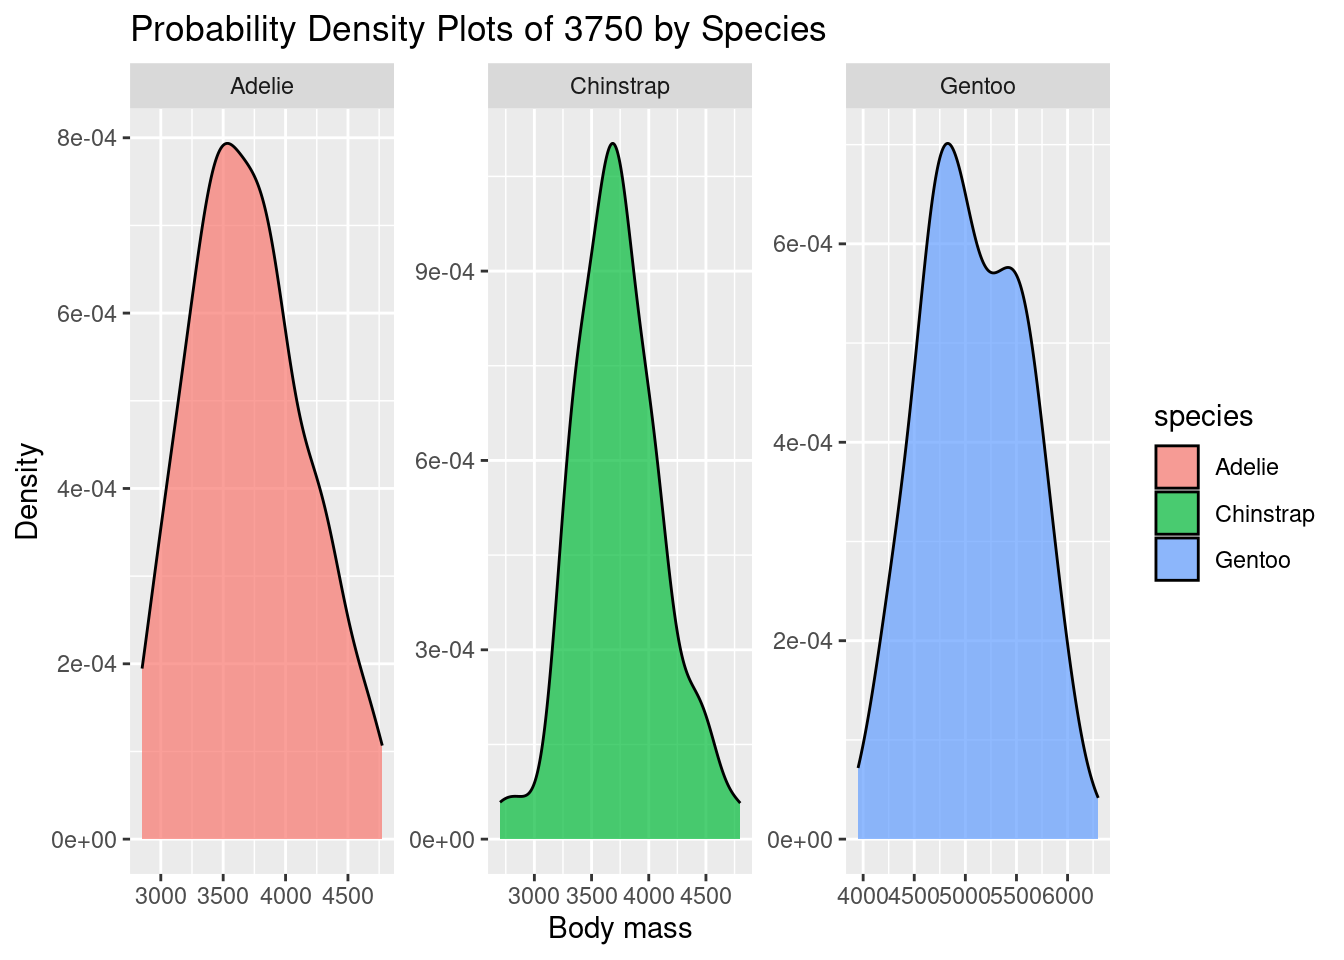 Probability Density Plots of 3750 by Species
Adelie
Chinstrap
Gentoo
8e-04
6e-04
4e-04
2e-04
0e+00
9e-04
6e-04
3e-04
0e+00
6e-04
4e-04
2e-04
0e+00
3000 3500 4000 4500
3000 3500 4000 4500
4000 4500 5000 5500 6000
Body mass
Density
species
Adelie
Chinstrap
Gentoo